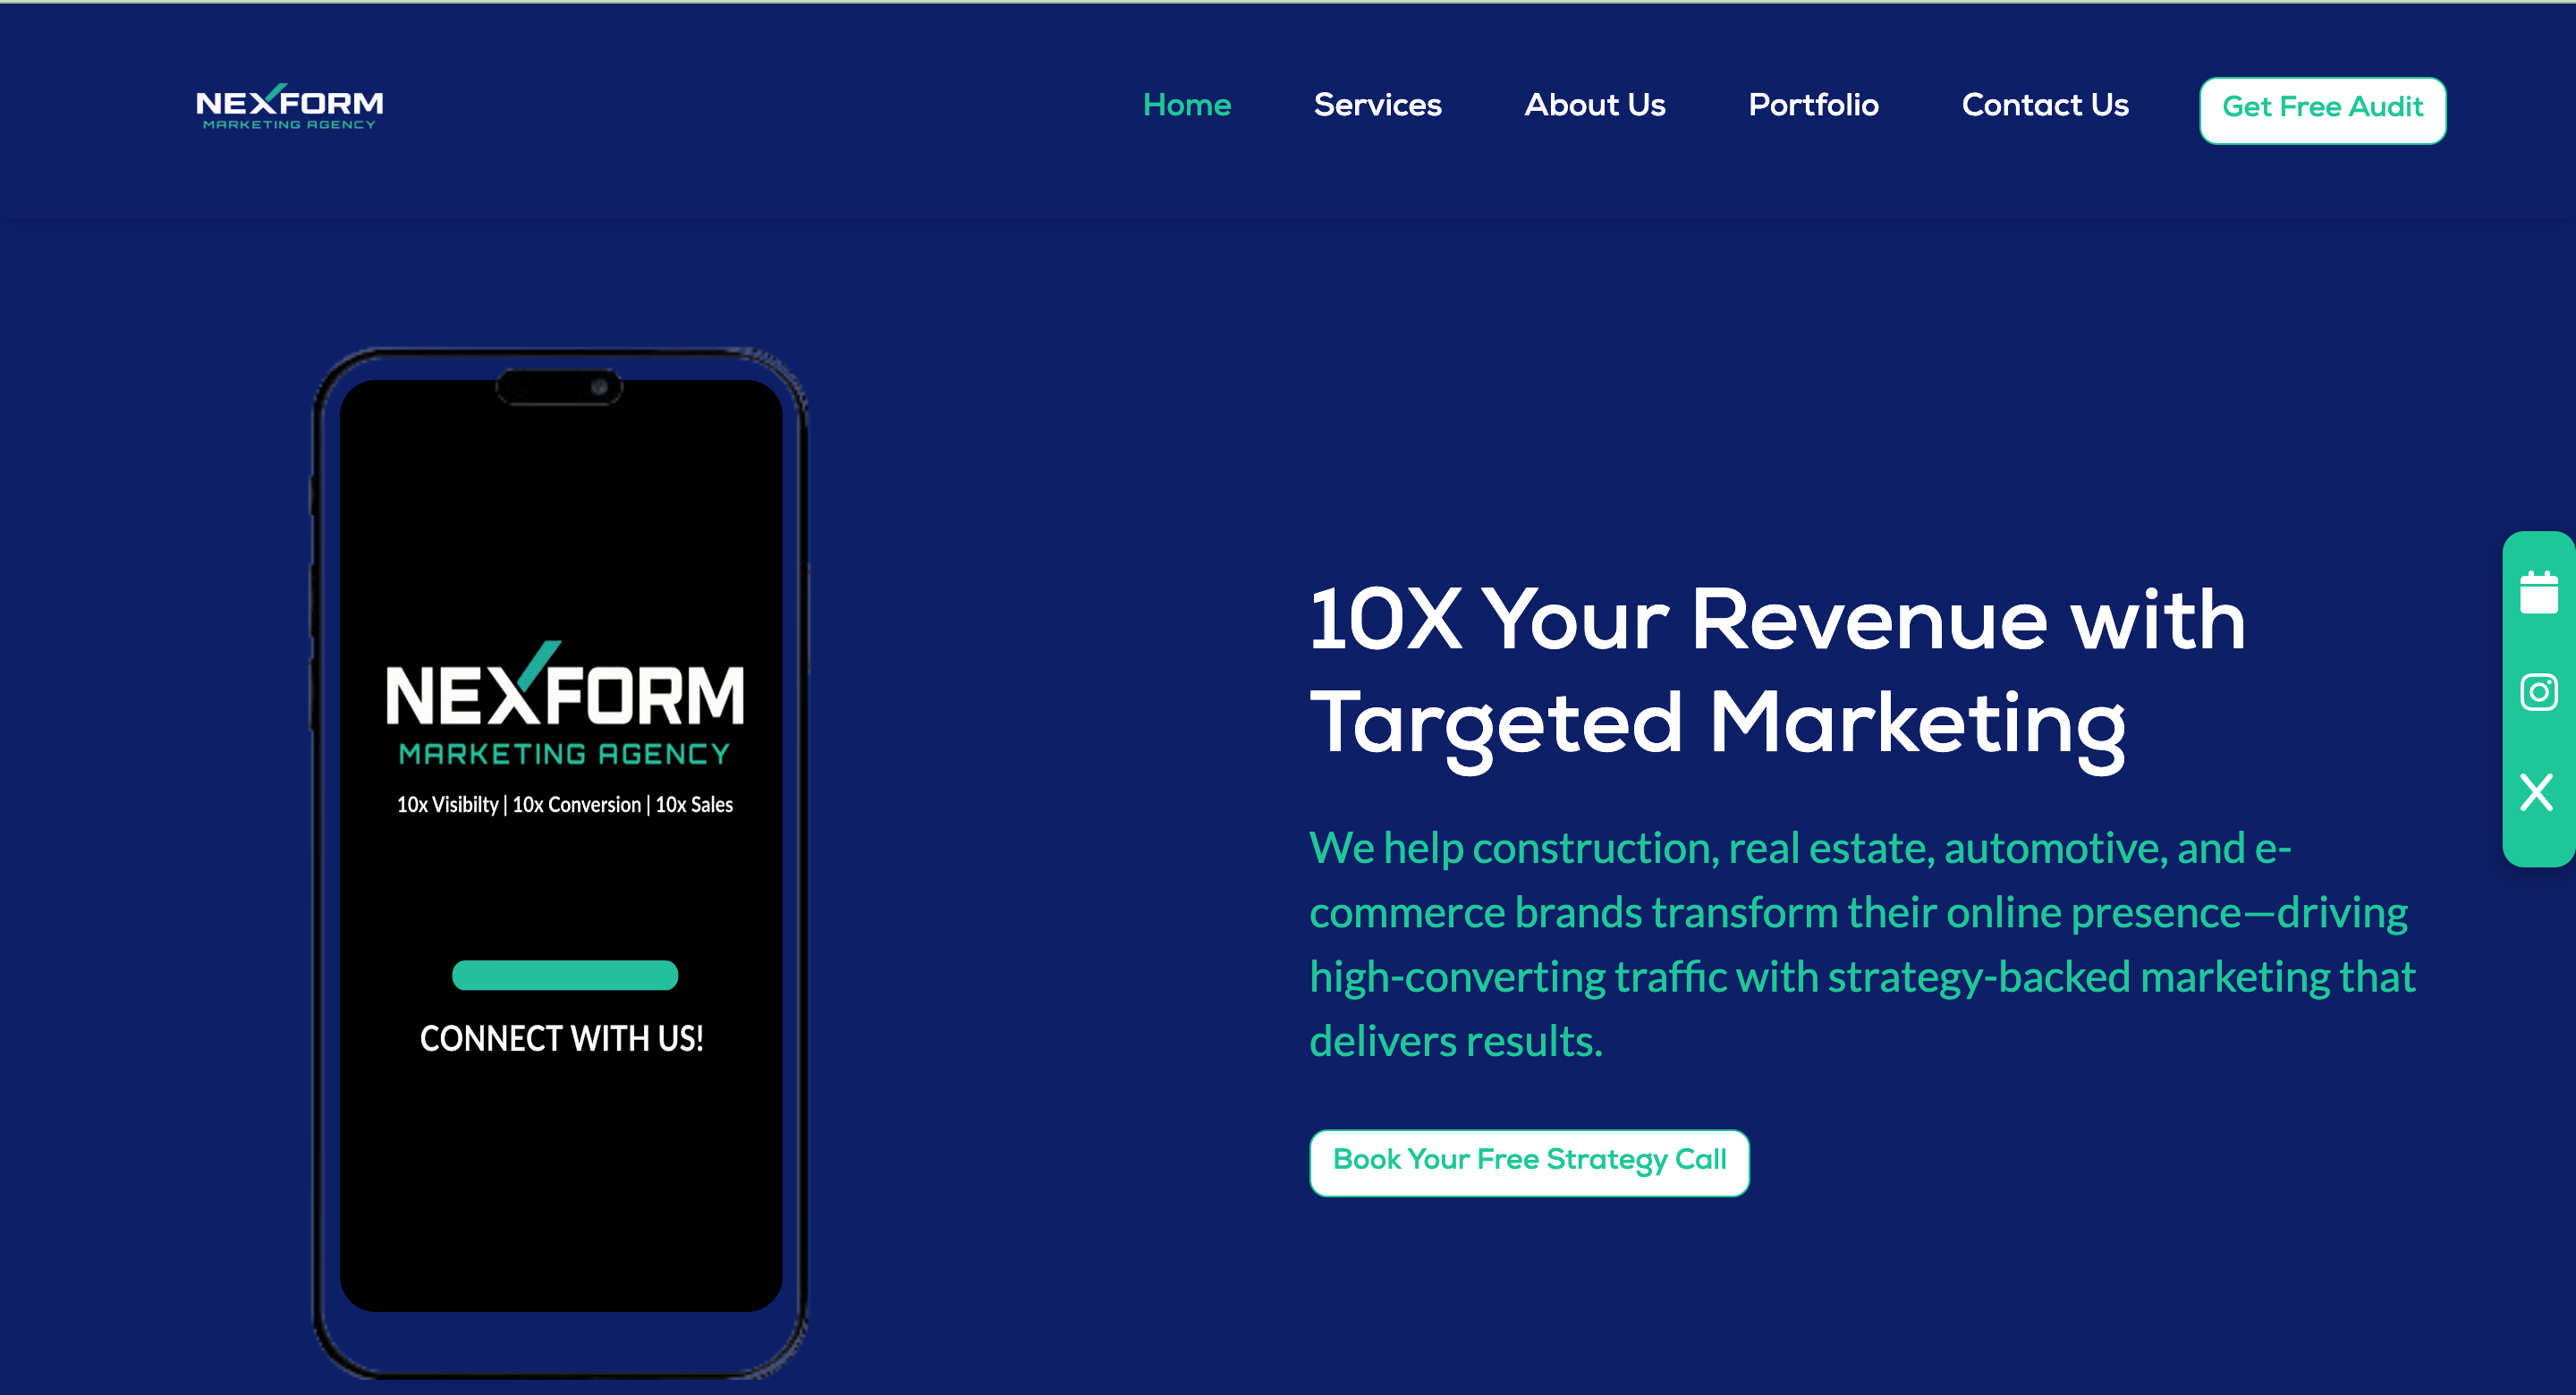 NEXFORM
MARKETING AGENCY
Home Services About Us Portfolio Contact Us Get Free Audit
NEXFORM
MARKETING AGENCY
10x Visibilty | 10x Conversion | 10x Sales
CONNECT WITH US!
10X Your Revenue with
Targeted Marketing
We help construction, real estate, automotive, and e-
commerce brands transform their online presence—driving
high-converting traffic with strategy-backed marketing that
delivers results.
Book Your Free Strategy Call